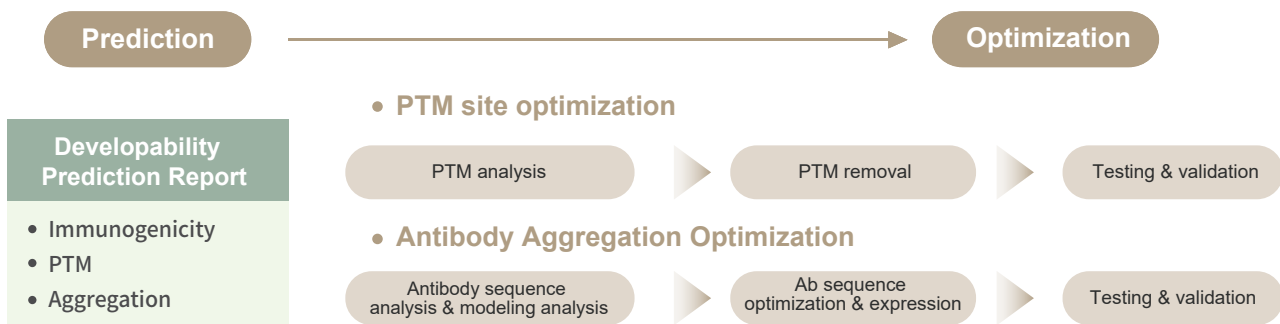 Prediction
Optimization
Developability
Prediction Report
• Immunogenicity
• PTM
• Aggregation
• PTM site optimization
PTM analysis
PTM removal
Testing & validation
• Antibody Aggregation Optimization
Antibody sequence
analysis & modeling analysis
Ab sequence
optimization & expression
Testing & validation